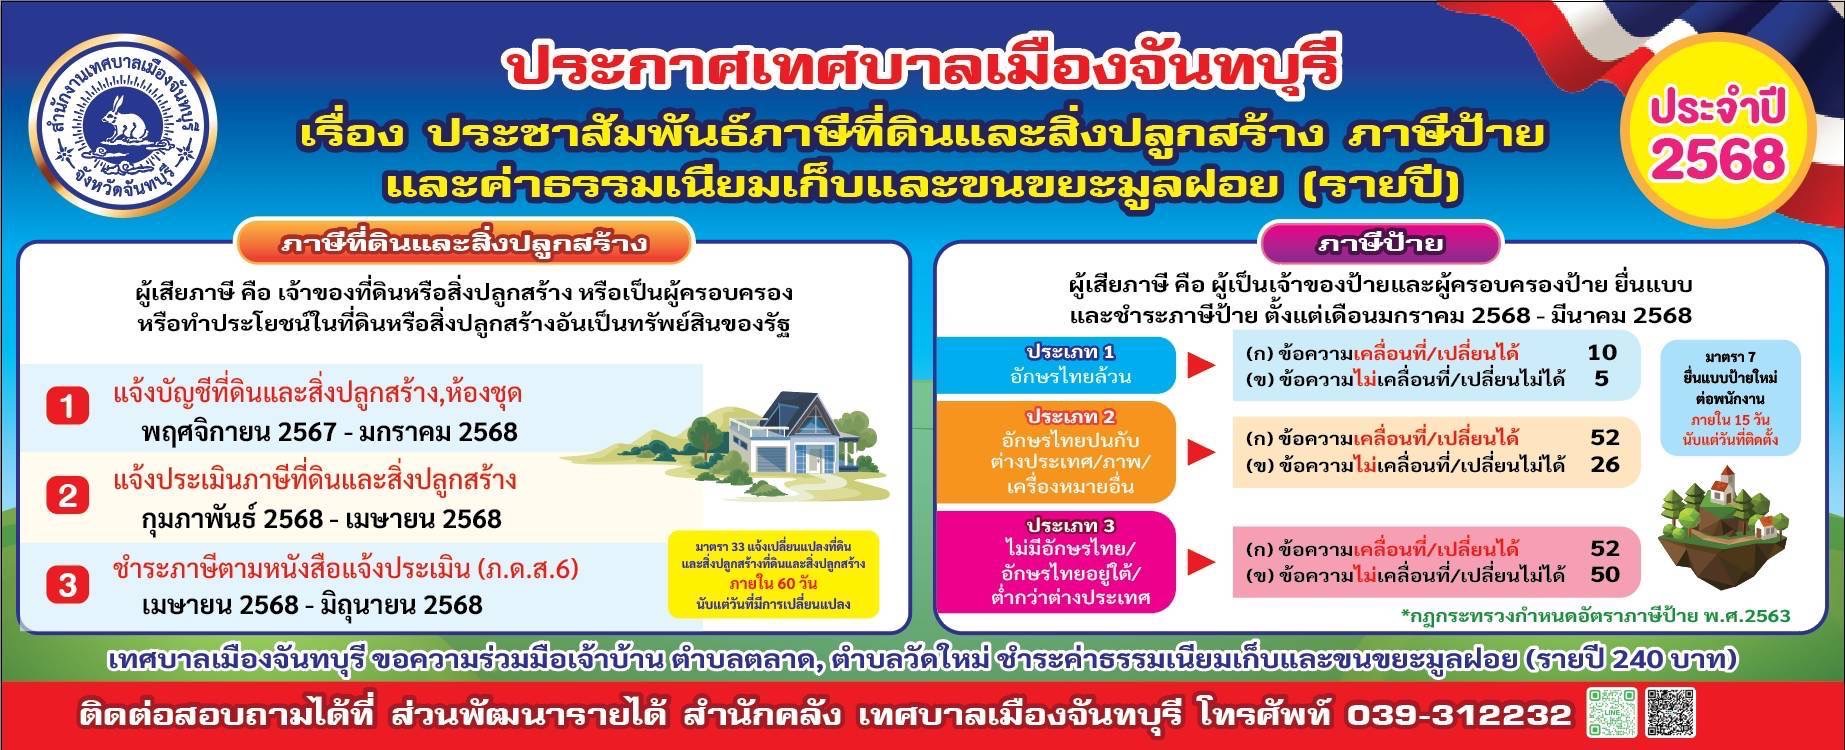 สำนักงานเทศบาลเมืองจันทบุรี
จังหวัดจันทบุรี
ประกาศเทศบาลเมืองจันทบุรี
เรื่อง ประชาสัมพันธ์ภาษีที่ดินและสิ่งปลูกสร้าง ภาษีป้าย
และค่าธรรมเนียมเก็บและขนขยะมูลฝอย (รายปี)
ประจำปี
2568
ภาษีที่ดินและสิ่งปลูกสร้าง
ผู้เสียภาษี คือ เจ้าของที่ดินหรือสิ่งปลูกสร้าง หรือเป็นผู้ครอบครอง
หรือทำประโยชน์ในที่ดินหรือสิ่งปลูกสร้างอันเป็นทรัพย์สินของรัฐ
1 แจ้งบัญชีที่ดินและสิ่งปลูกสร้าง,ห้องชุด
พฤศจิกายน 2567 - มกราคม 2568
2 แจ้งประเมินภาษีที่ดินและสิ่งปลูกสร้าง
กุมภาพันธ์ 2568 - เมษายน 2568
3 ชำระภาษีตามหนังสือแจ้งประเมิน (ภ.ด.ส.6)
เมษายน 2568 - มิถุนายน 2568
มาตรา 33 แจ้งเปลี่ยนแปลงที่ดิน
และสิ่งปลูกสร้างที่ดินและสิ่งปลูกสร้าง
ภายใน 60 วัน
นับแต่วันที่มีการเปลี่ยนแปลง
ภาษีป้าย
ผู้เสียภาษี คือ ผู้เป็นเจ้าของป้ายและผู้ครอบครองป้าย ยื่นแบบ
และชำระภาษีป้าย ตั้งแต่เดือนมกราคม 2568 - มีนาคม 2568
ประเภท 1
อักษรไทยล้วน
(ก) ข้อความเคลื่อนที่/เปลี่ยนได้ 10
(ข) ข้อความไม่เคลื่อนที่/เปลี่ยนไม่ได้ 5
ประเภท 2
อักษรไทยปนกับ
ต่างประเทศ/ภาพ/
เครื่องหมายอื่น
(ก) ข้อความเคลื่อนที่/เปลี่ยนได้ 52
(ข) ข้อความไม่เคลื่อนที่/เปลี่ยนไม่ได้ 26
ประเภท 3
ไม่มีอักษรไทย/
อักษรไทยอยู่ใต้/
ต่ำกว่าต่างประเทศ
(ก) ข้อความเคลื่อนที่/เปลี่ยนได้ 52
(ข) ข้อความไม่เคลื่อนที่/เปลี่ยนไม่ได้ 50
มาตรา 7
ยื่นแบบป้ายใหม่
ต่อพนักงาน
ภายใน 15 วัน
นับแต่วันที่ติดตั้ง
*กฎกระทรวงกำหนดอัตราภาษีป้าย พ.ศ.2563
เทศบาลเมืองจันทบุรี ขอความร่วมมือเจ้าบ้าน ตำบลตลาด, ตำบลวัดใหม่ ชำระค่าธรรมเนียมเก็บและขนขยะมูลฝอย (รายปี 240 บาท)
ติดต่อสอบถามได้ที่ ส่วนพัฒนารายได้ สำนักคลัง เทศบาลเมืองจันทบุรี โทรศัพท์ 039-312232
LINE